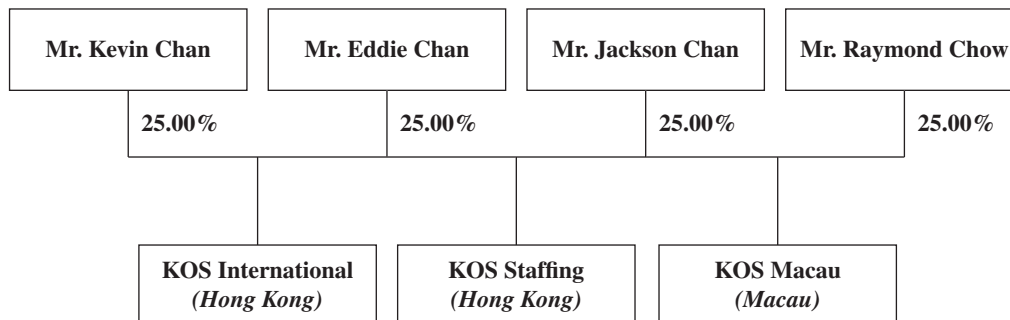 Mr. Kevin Chan
Mr. Eddie Chan
Mr. Jackson Chan
Mr. Raymond Chow
25.00%
25.00%
25.00%
25.00%
KOS International
(Hong Kong)
KOS Staffing
(Hong Kong)
KOS Macau
(Macau)